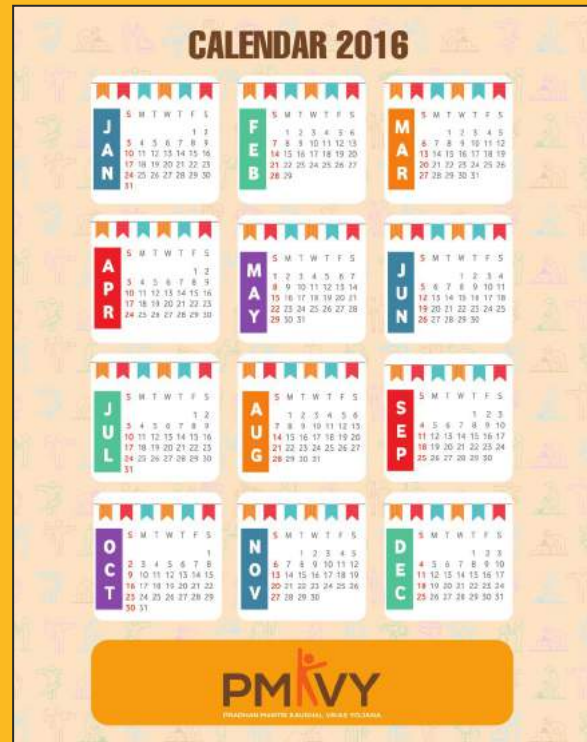 CALENDAR 2016
JAN
S M T W T F S
1 2
3 4 5 6 7 8 9
10 11 12 13 14 15 16
17 18 19 20 21 22 23
24 25 26 27 28 29 30
31
FEB
S M T W T F S
1 2 3 4 5 6
7 8 9 10 11 12 13
14 15 16 17 18 19 20
21 22 23 24 25 26 27
28 29
MAR
S M T W T F S
1 2 3 4 5
6 7 8 9 10 11 12
13 14 15 16 17 18 19
20 21 22 23 24 25 26
27 28 29 30 31
APR
S M T W T F S
1 2
3 4 5 6 7 8 9
10 11 12 13 14 15 16
17 18 19 20 21 22 23
24 25 26 27 28 29 30
MAY
S M T W T F S
1 2 3 4 5 6 7
8 9 10 11 12 13 14
15 16 17 18 19 20 21
22 23 24 25 26 27 28
29 30 31
JUN
S M T W T F S
1 2 3 4
5 6 7 8 9 10 11
12 13 14 15 16 17 18
19 20 21 22 23 24 25
26 27 28 29 30
JUL
S M T W T F S
1 2
3 4 5 6 7 8 9
10 11 12 13 14 15 16
17 18 19 20 21 22 23
24 25 26 27 28 29 30
31
AUG
S M T W T F S
1 2 3 4 5 6
7 8 9 10 11 12 13
14 15 16 17 18 19 20
21 22 23 24 25 26 27
28 29 30 31
SEP
S M T W T F S
1 2 3
4 5 6 7 8 9 10
11 12 13 14 15 16 17
18 19 20 21 22 23 24
25 26 27 28 29 30
OCT
S M T W T F S
1
2 3 4 5 6 7 8
9 10 11 12 13 14 15
16 17 18 19 20 21 22
23 24 25 26 27 28 29
30 31
NOV
S M T W T F S
1 2 3 4 5
6 7 8 9 10 11 12
13 14 15 16 17 18 19
20 21 22 23 24 25 26
27 28 29 30
DEC
S M T W T F S
1 2 3
4 5 6 7 8 9 10
11 12 13 14 15 16 17
18 19 20 21 22 23 24
25 26 27 28 29 30 31
PMKVY
PRADHAN MANTRI KAUSHAL VIKAS YOJANA